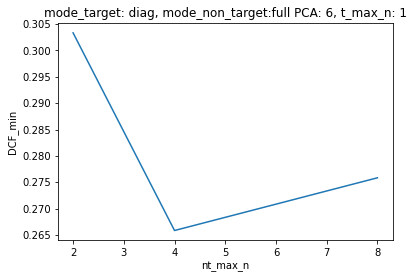 mode_target: diag, mode_non_target:full PCA: 6, t_max_n: 1
0.305
0.300
0.295
0.290
0.285
0.280
0.275
0.270
0.265
DCF_min
2 3 4 5 6 7 8
nt_max_n